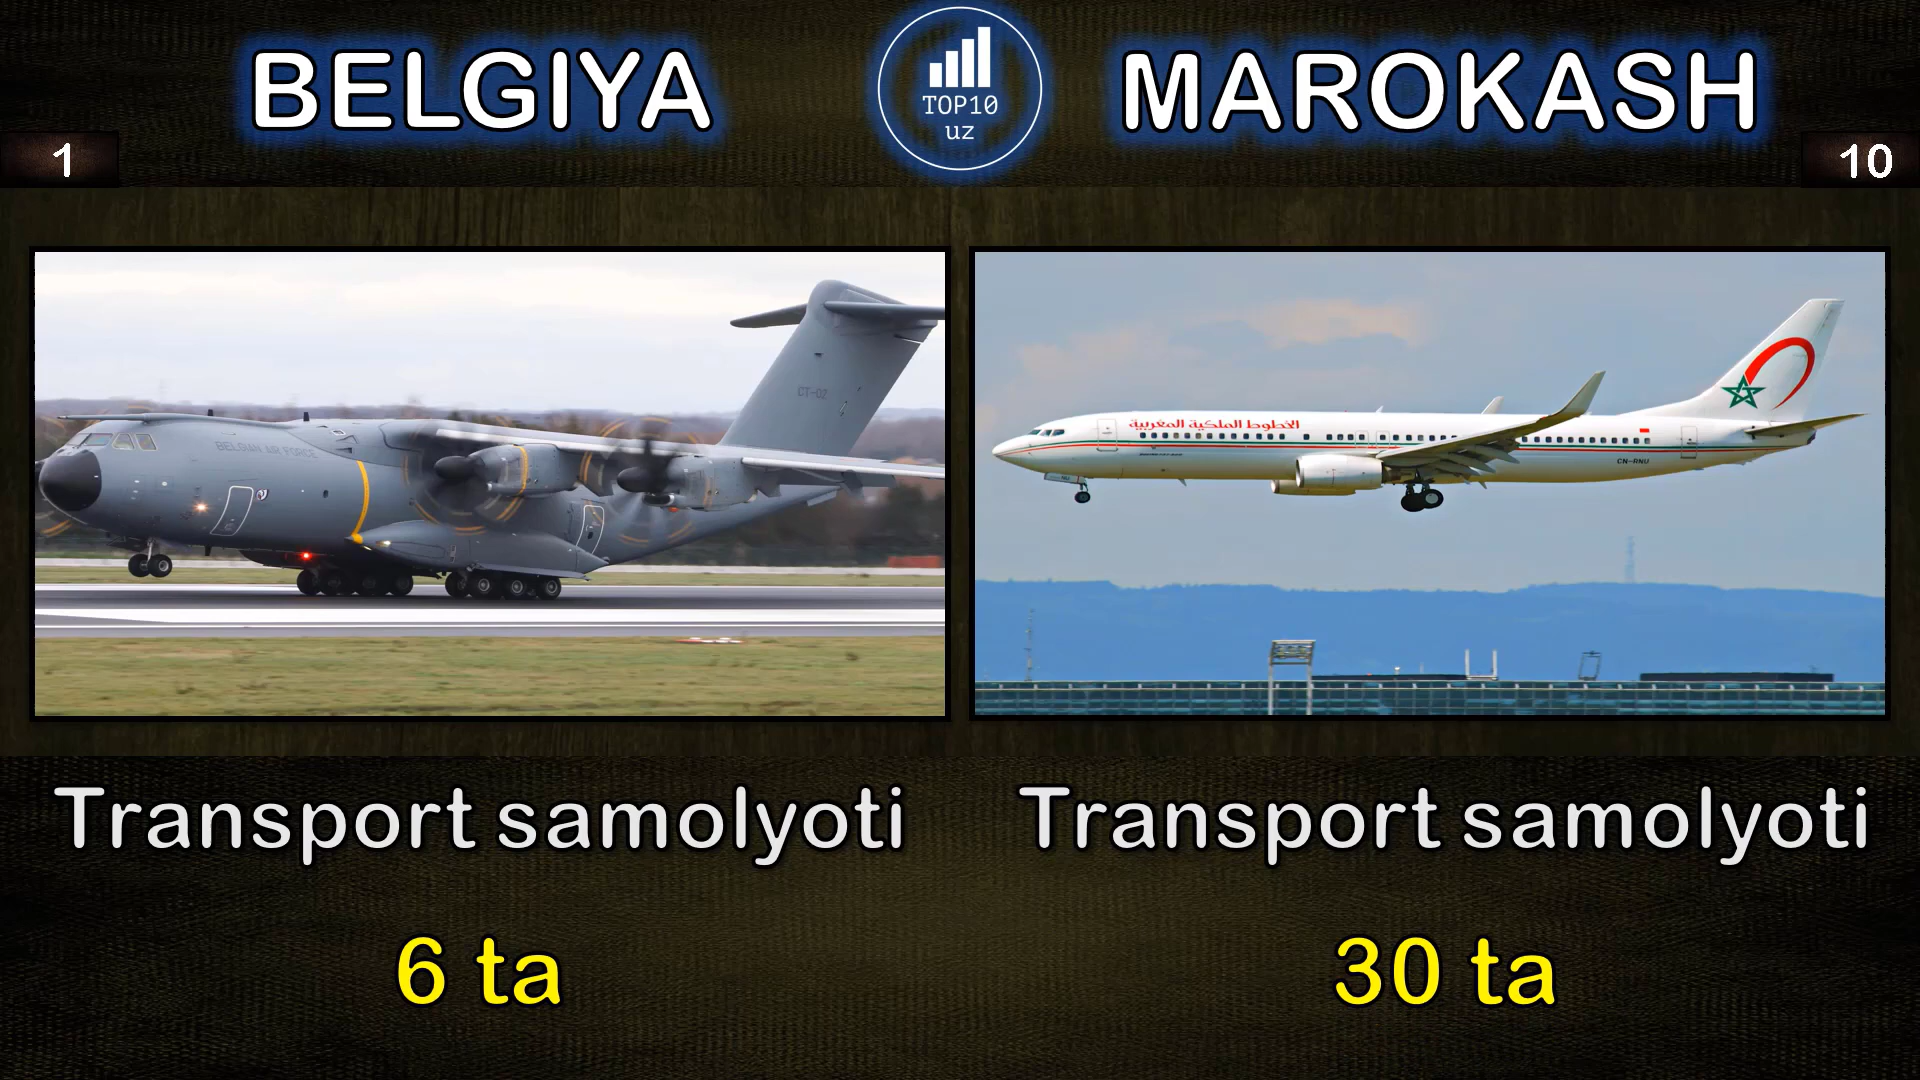 BELGIYA
TOP10
uz
MAROKASH
1
10
BELGIAN AIR FORCE
CT-02
الخطوط الملكية المغربية
CN-RNU
Transport samolyoti
Transport samolyoti
6 ta
30 ta